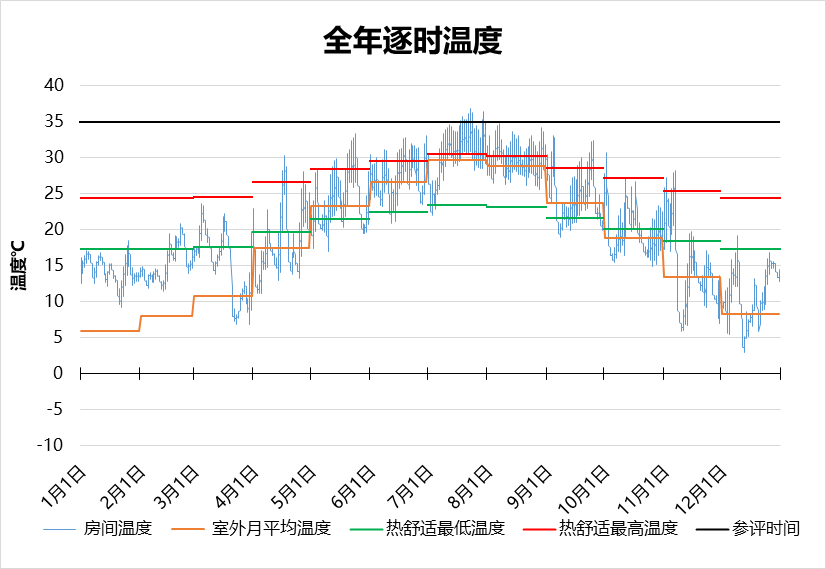 全年逐时温度
40
35
30
25
20
15
10
5
0
-5
-10
温度℃
1月1日
2月1日
3月1日
4月1日
5月1日
6月1日
7月1日
8月1日
9月1日
10月1日
11月1日
12月1日
房间温度 室外月平均温度 热舒适最低温度 热舒适最高温度 参评时间